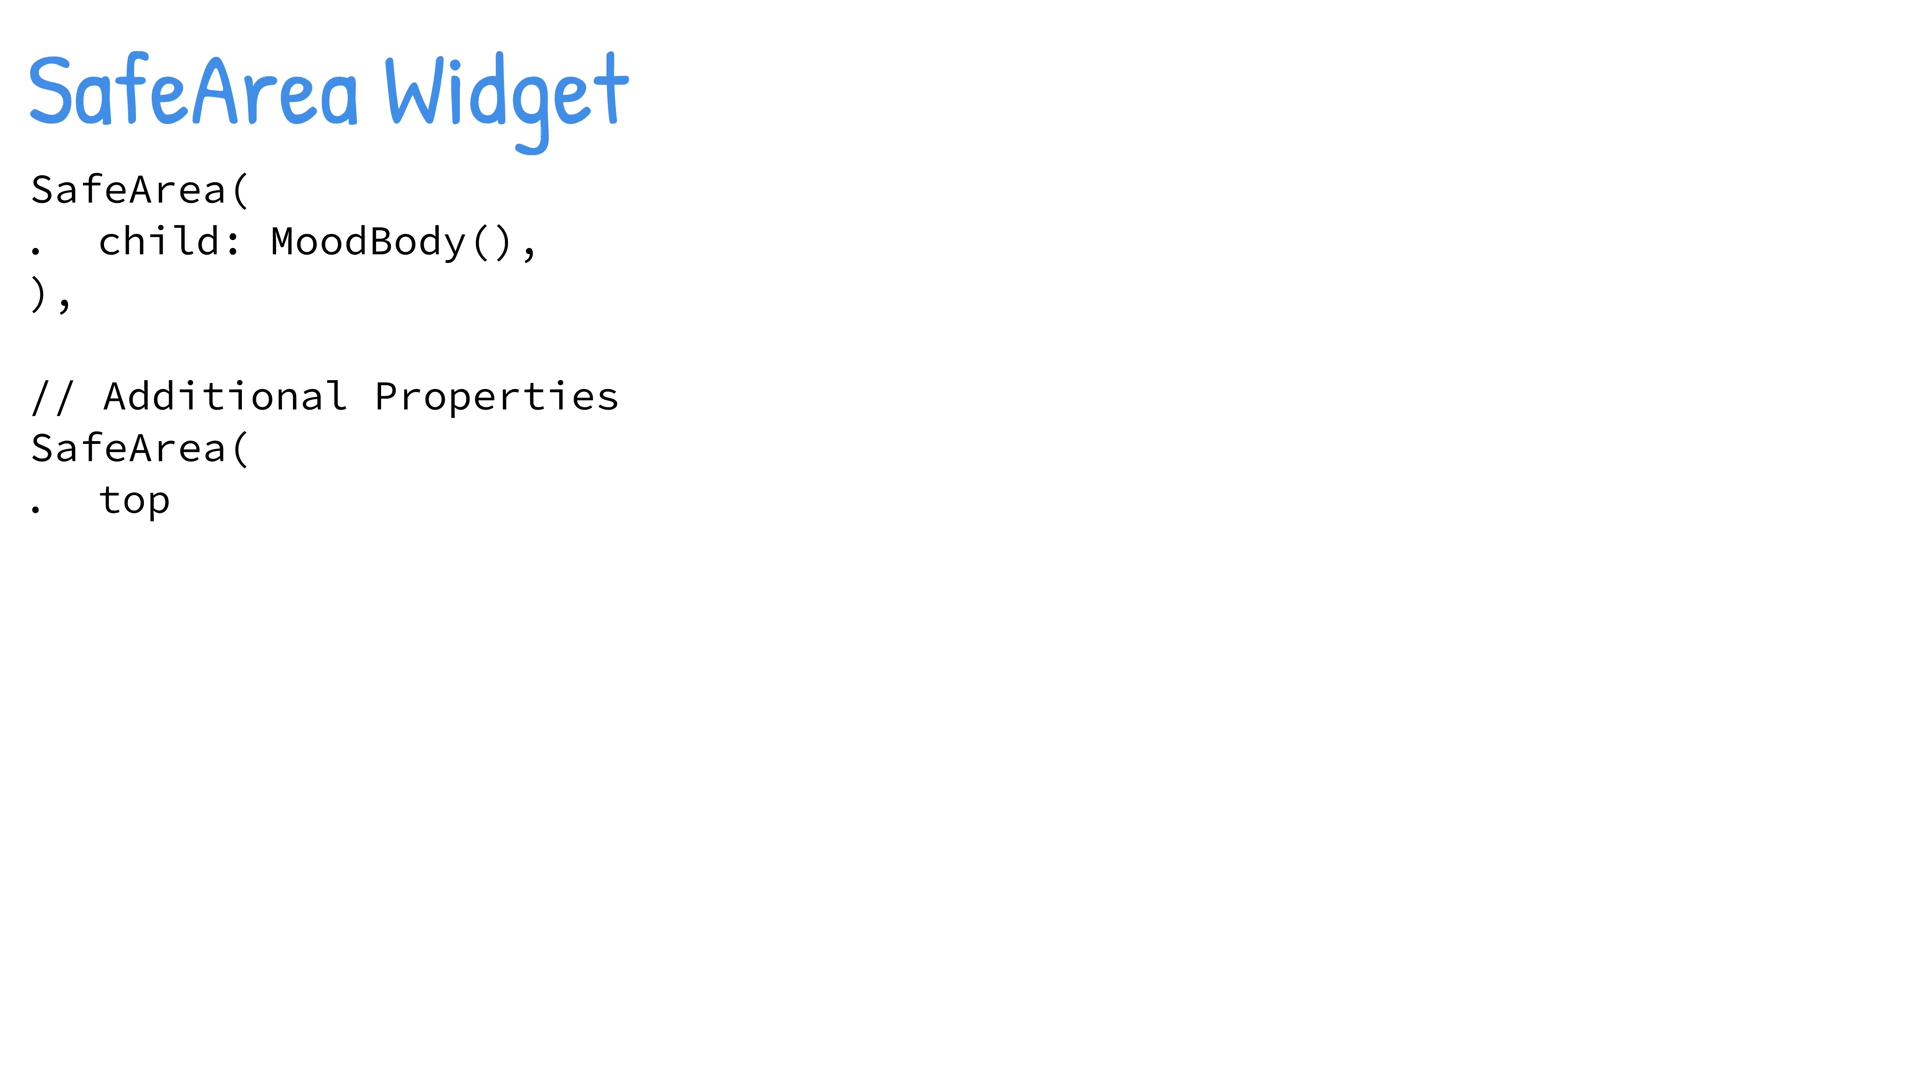 SafeArea Widget
SafeArea(
.  child: MoodBody(),
),
// Additional Properties
SafeArea(
.  top